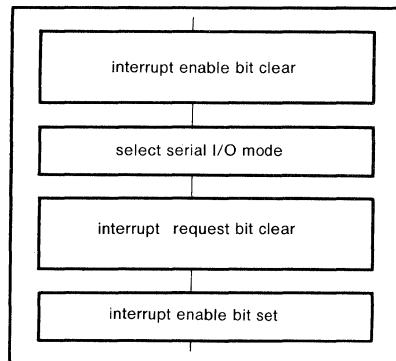 interrupt enable bit clear
select serial I/O mode
interrupt request bit clear
interrupt enable bit set